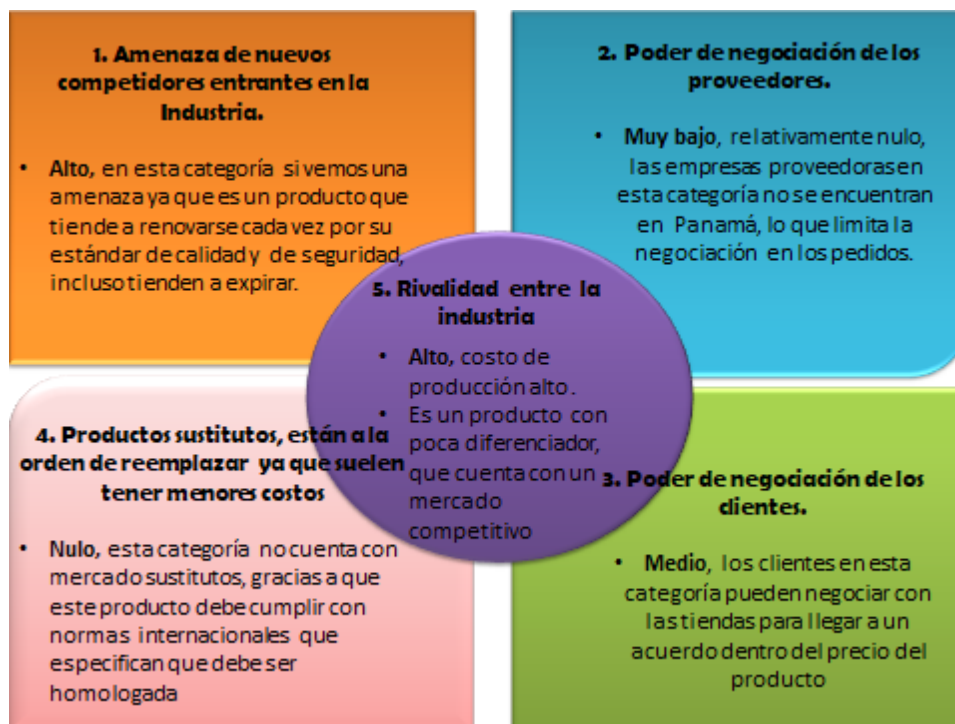 1. Amenaza de nuevos
competidores entrantes en la
Industria.
• Alto, en esta categoría si vemos una
amenaza ya que es un producto que
tiende a renovarse cada vez por su
estándar de calidad y de seguridad,
incluso tienden a expirar.
2. Poder de negociación de los
proveedores.
• Muy bajo, relativamente nulo,
las empresas proveedoras en
esta categoría no se encuentran
en Panamá, lo que limita la
negociación en los pedidos.
5. Rivalidad entre la
industria
• Alto, costo de
producción alto.
• Es un producto con
poca diferenciador,
que cuenta con un
mercado
competitivo
4. Productos sustitutos, están a la
orden de reemplazar ya que suelen
tener menores costos
• Nulo, esta categoría no cuenta con
mercado sustitutos, gracias a que
este producto debe cumplir con
normas internacionales que
especifican que debe ser
homologada
3. Poder de negociación de los
clientes.
• Medio, los clientes en esta
categoría pueden negociar con
las tiendas para llegar a un
acuerdo dentro del precio del
producto